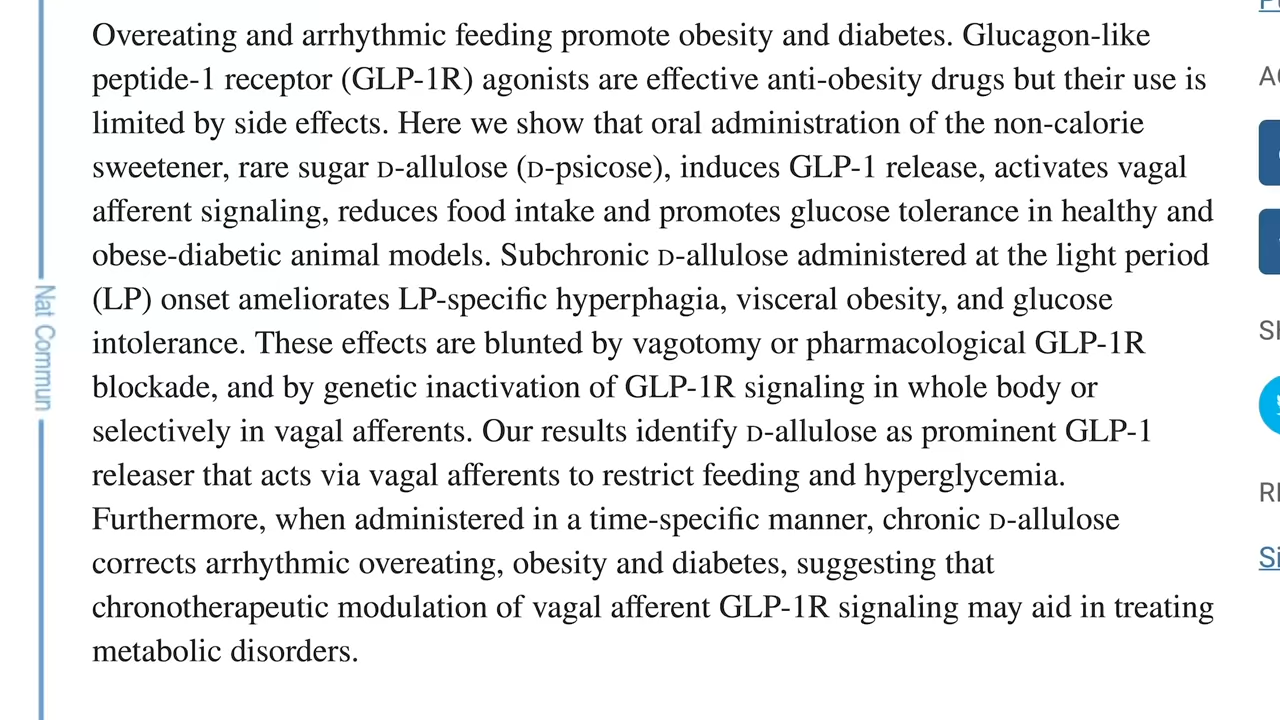 Overeating and arrhythmic feeding promote obesity and diabetes. Glucagon-like
peptide-1 receptor (GLP-1R) agonists are effective anti-obesity drugs but their use is
limited by side effects. Here we show that oral administration of the non-calorie
sweetener, rare sugar D-allulose (D-psicose), induces GLP-1 release, activates vagal
afferent signaling, reduces food intake and promotes glucose tolerance in healthy and
obese-diabetic animal models. Subchronic D-allulose administered at the light period
(LP) onset ameliorates LP-specific hyperphagia, visceral obesity, and glucose
intolerance. These effects are blunted by vagotomy or pharmacological GLP-1R
blockade, and by genetic inactivation of GLP-1R signaling in whole body or
selectively in vagal afferents. Our results identify D-allulose as prominent GLP-1
releaser that acts via vagal afferents to restrict feeding and hyperglycemia.
Furthermore, when administered in a time-specific manner, chronic D-allulose
corrects arrhythmic overeating, obesity and diabetes, suggesting that
chronotherapeutic modulation of vagal afferent GLP-1R signaling may aid in treating
metabolic disorders.
Nat Commun